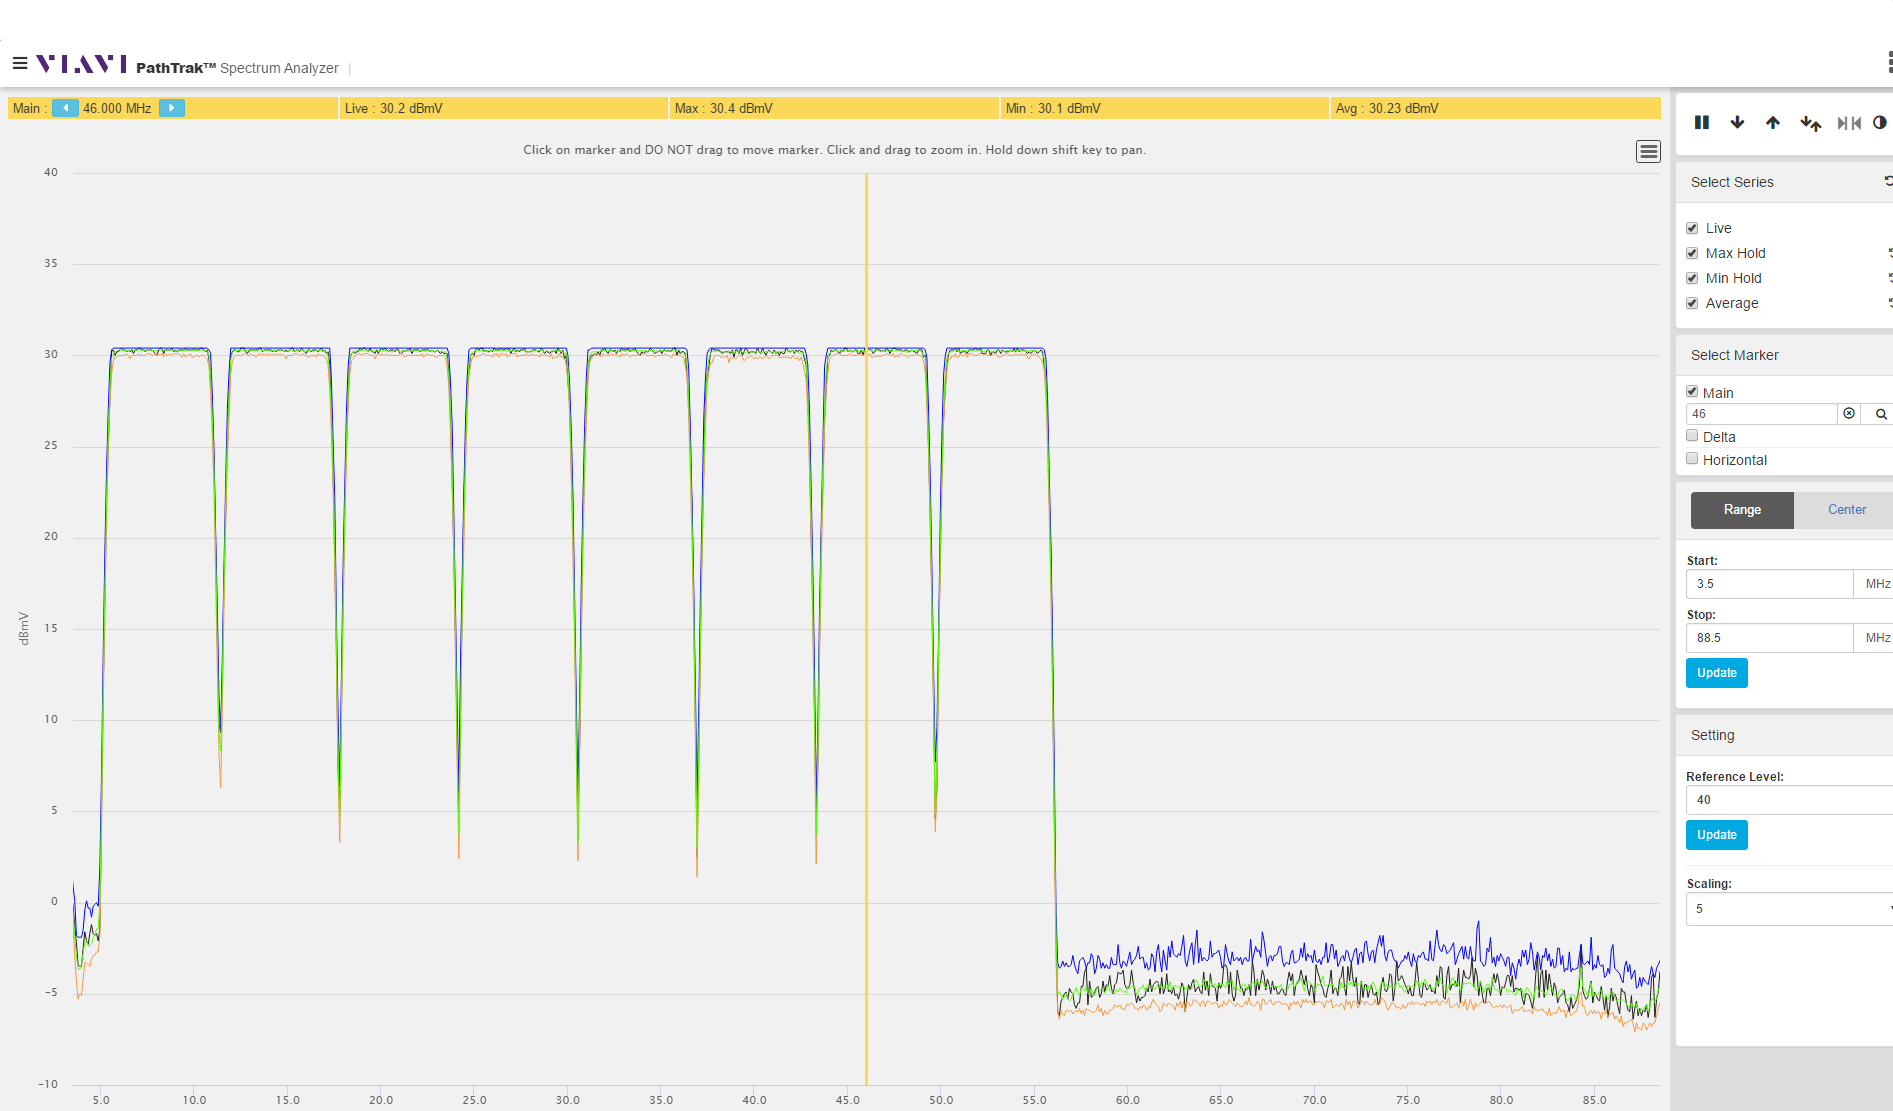 VIAVI PathTrak™ Spectrum Analyzer
Main : 46.000 MHz Live : 30.2 dBmV Max : 30.4 dBmV Min : 30.1 dBmV Avg : 30.23 dBmV
Click on marker and DO NOT drag to move marker. Click and drag to zoom in. Hold down shift key to pan.
40
35
30
25
20
15
10
5
0
−5
−10
dBmV
5.0 10.0 15.0 20.0 25.0 30.0 35.0 40.0 45.0 50.0 55.0 60.0 65.0 70.0 75.0 80.0 85.0
Select Series
Live
Max Hold
Min Hold
Average
Select Marker
Main
46
Delta
Horizontal
Range Center
Start:
3.5 MHz
Stop:
88.5 MHz
Update
Setting
Reference Level:
40
Update
Scaling:
5